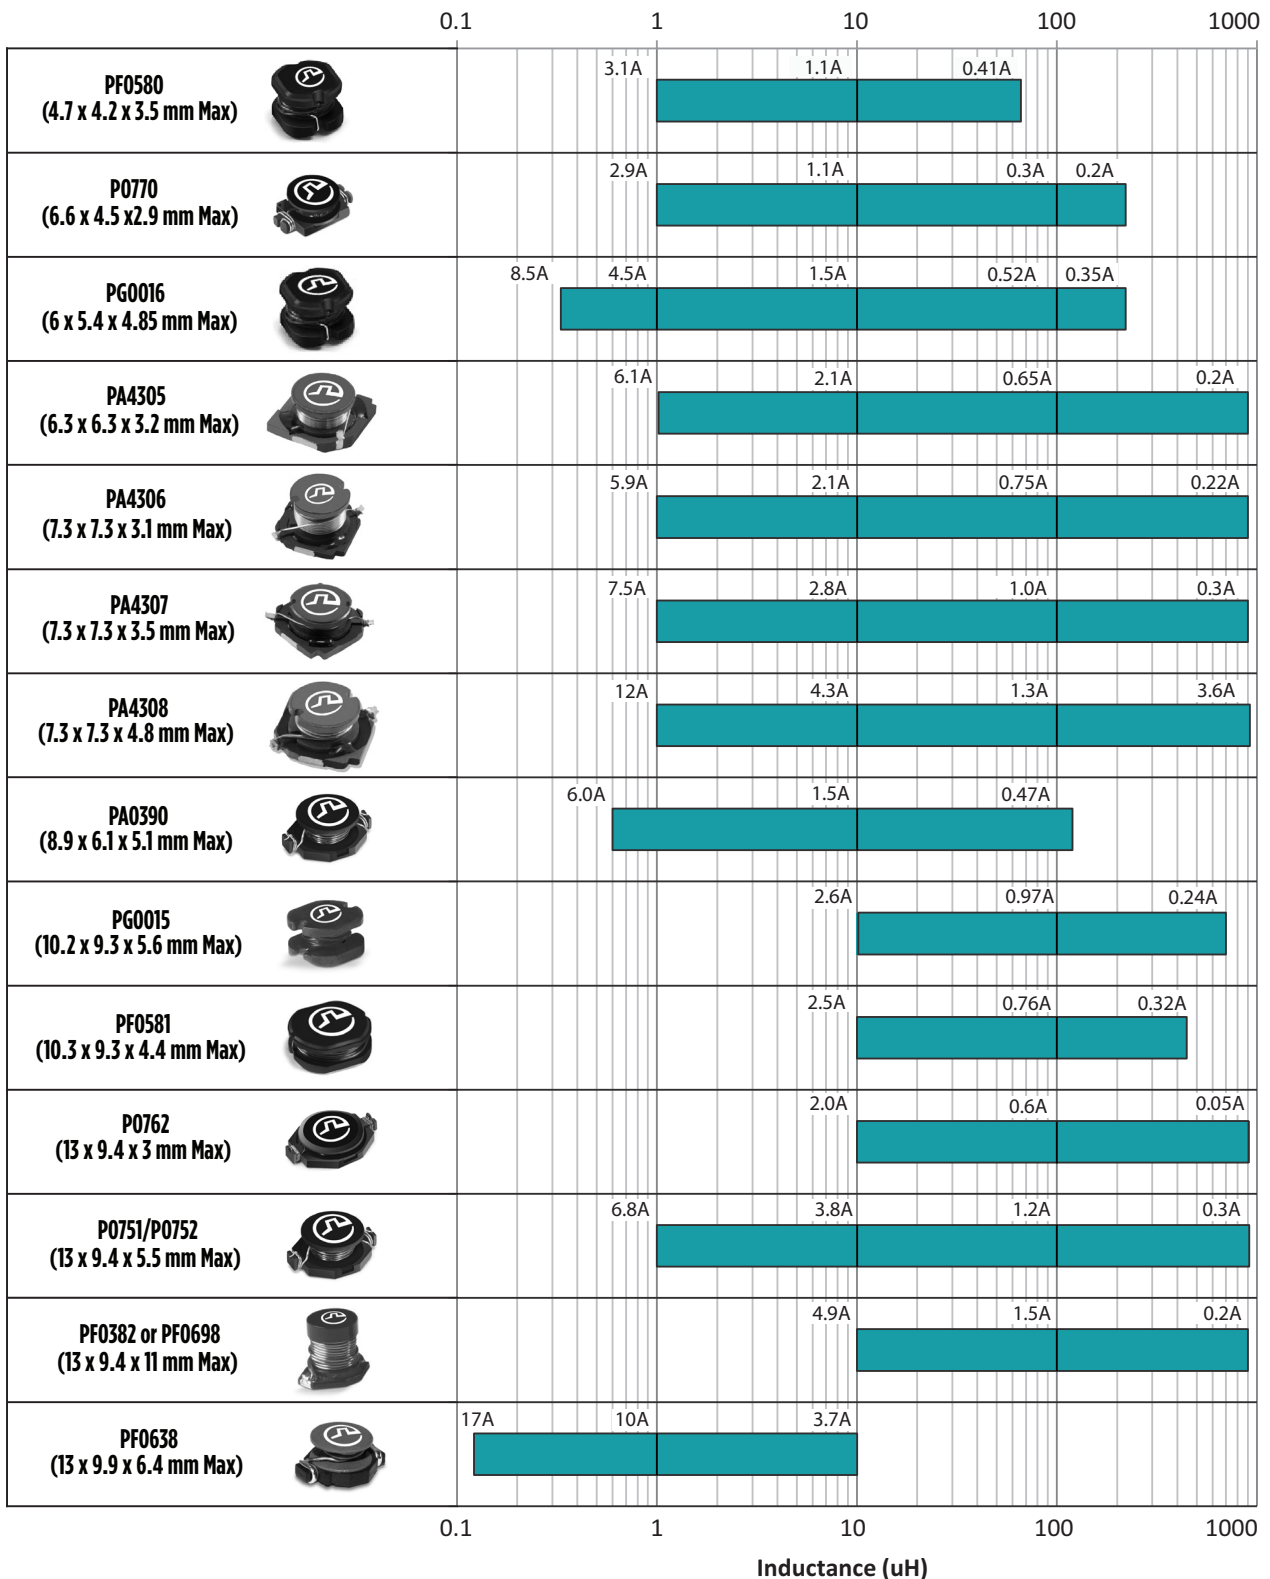 0.1 1 10 100 1000
3.1A 1.1A 0.41A
PF0580
(4.7 x 4.2 x 3.5 mm Max)
2.9A 1.1A 0.3A 0.2A
P0770
(6.6 x 4.5 x2.9 mm Max)
8.5A 4.5A 1.5A 0.52A 0.35A
PG0016
(6 x 5.4 x 4.85 mm Max)
6.1A 2.1A 0.65A 0.2A
PA4305
(6.3 x 6.3 x 3.2 mm Max)
5.9A 2.1A 0.75A 0.22A
PA4306
(7.3 x 7.3 x 3.1 mm Max)
7.5A 2.8A 1.0A 0.3A
PA4307
(7.3 x 7.3 x 3.5 mm Max)
12A 4.3A 1.3A 3.6A
PA4308
(7.3 x 7.3 x 4.8 mm Max)
6.0A 1.5A 0.47A
PA0390
(8.9 x 6.1 x 5.1 mm Max)
2.6A 0.97A 0.24A
PG0015
(10.2 x 9.3 x 5.6 mm Max)
2.5A 0.76A 0.32A
PF0581
(10.3 x 9.3 x 4.4 mm Max)
2.0A 0.6A 0.05A
P0762
(13 x 9.4 x 3 mm Max)
6.8A 3.8A 1.2A 0.3A
P0751/P0752
(13 x 9.4 x 5.5 mm Max)
4.9A 1.5A 0.2A
PF0382 or PF0698
(13 x 9.4 x 11 mm Max)
17A 10A 3.7A
PF0638
(13 x 9.9 x 6.4 mm Max)
0.1 1 10 100 1000
Inductance (uH)